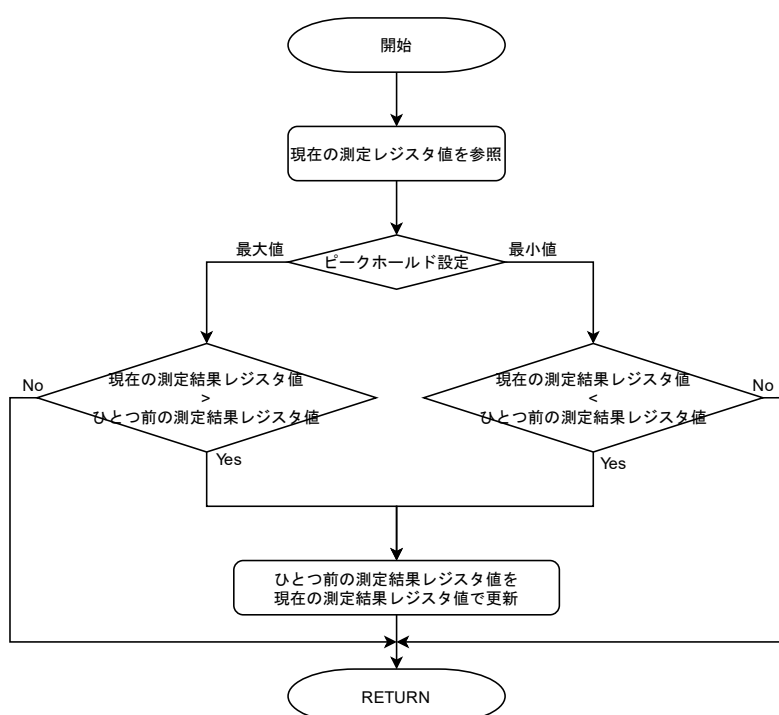 開始
現在の測定レジスタ値を参照
最大値
ピークホールド設定
最小値
No
現在の測定結果レジスタ値
>
ひとつ前の測定結果レジスタ値
Yes
現在の測定結果レジスタ値
<
ひとつ前の測定結果レジスタ値
No
Yes
ひとつ前の測定結果レジスタ値を
現在の測定結果レジスタ値で更新
RETURN